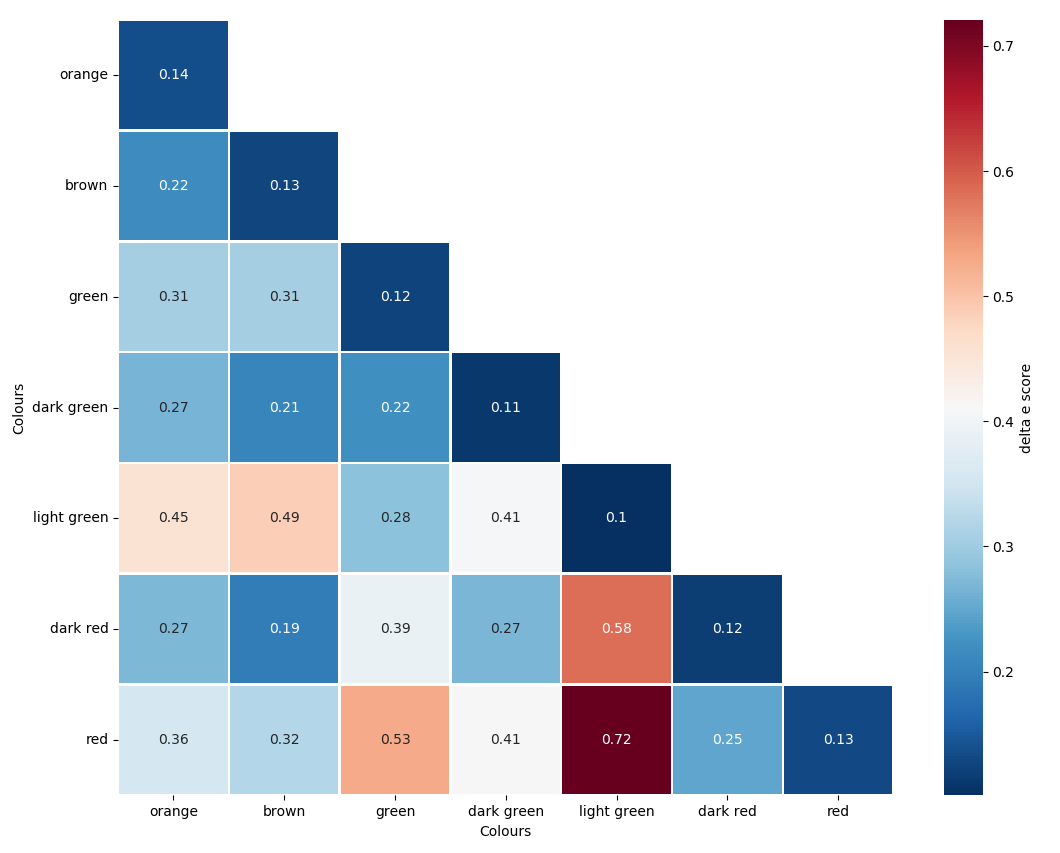 orange
0.14
brown
0.22 0.13
green
0.31 0.31 0.12
dark green
0.27 0.21 0.22 0.11
light green
0.45 0.49 0.28 0.41 0.1
dark red
0.27 0.19 0.39 0.27 0.58 0.12
red
0.36 0.32 0.53 0.41 0.72 0.25 0.13
Colours
orange brown green dark green light green dark red red
Colours
0.7
0.6
0.5
0.4
0.3
0.2
delta e score